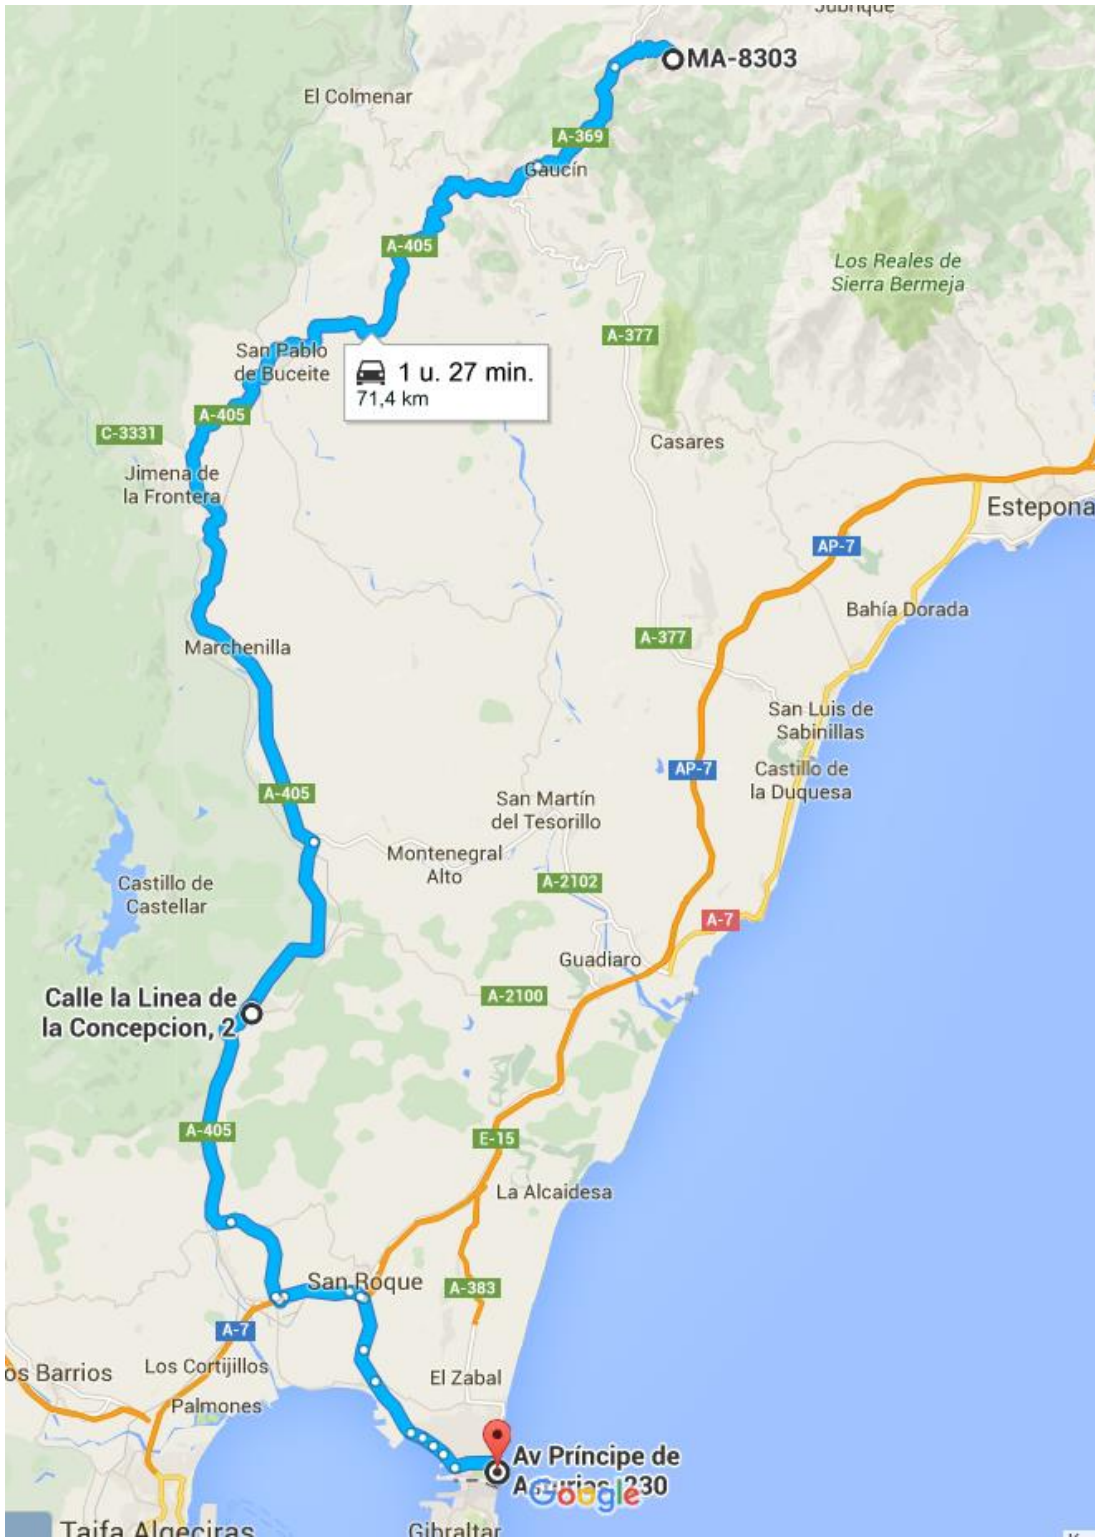 Jubrique
MA-8303
El Colmenar
A-369
Gaucín
A-405
Los Reales de
Sierra Bermeja
A-377
San Pablo
de Buceite
1 u. 27 min.
71,4 km
A-405
C-3331
Casares
Jimena de
la Frontera
Estepona
AP-7
Bahía Dorada
A-377
Marchenilla
San Luis de
Sabinillas
AP-7
Castillo de
la Duquesa
A-405
San Martín
del Tesorillo
Montenegral
Alto
Castillo de
Castellar
A-2102
A-7
Guadiaro
Calle la Linea de
la Concepcion, 2
A-2100
A-405
E-15
La Alcaidesa
San Roque
A-383
A-7
Los Cortijillos
os Barrios
El Zabal
Palmones
Av Príncipe de
Asturias, 230
Google
Taifa Algeciras
Gibraltar